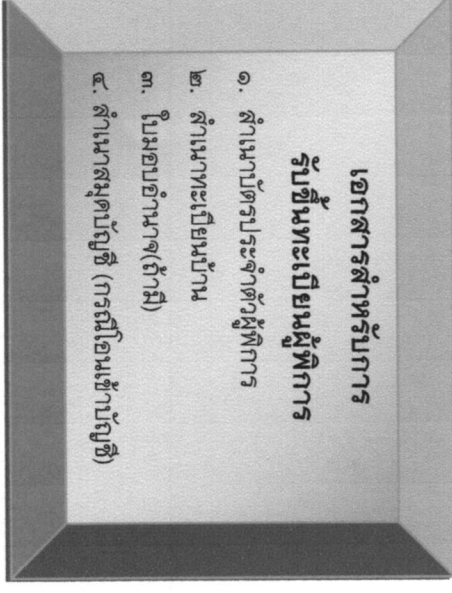 เอกสารสำหรับการ
รับขึ้นทะเบียนผู้พิการ
๑. สำเนาบัตรประจำตัวผู้พิการ
๒. สำเนาทะเบียนบ้าน
๓. ใบมอบอำนาจ(ถ้ามี)
๔. สำเนาสมุดบัญชี (กรณีโอนเข้าบัญชี)